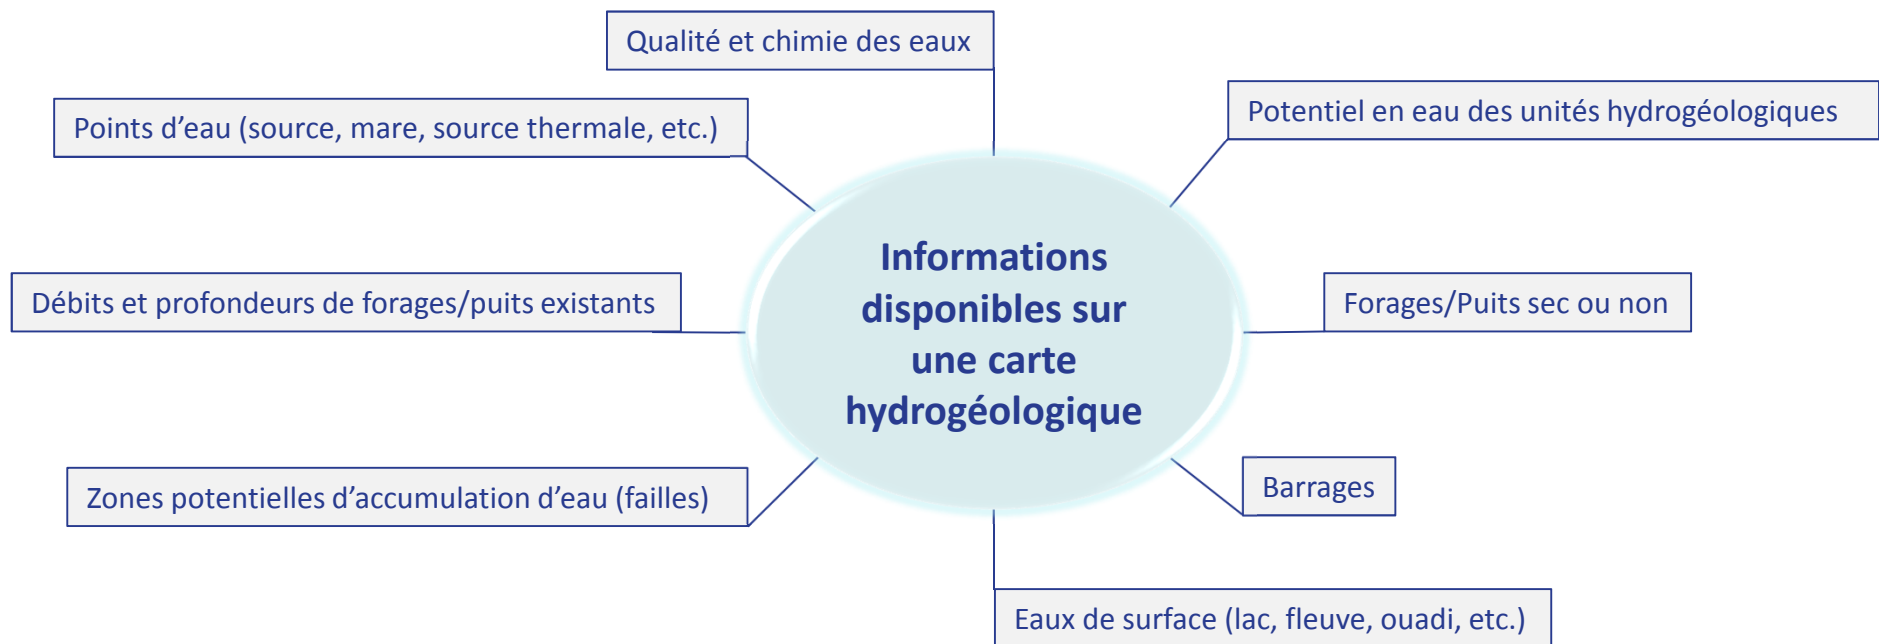 Qualité et chimie des eaux
Potentiel en eau des unités hydrogéologiques
Points d’eau (source, mare, source thermale, etc.)
Informations
disponibles sur
une carte
hydrogéologique
Débits et profondeurs de forages/puits existants
Forages/Puits sec ou non
Zones potentielles d’accumulation d’eau (failles)
Barrages
Eaux de surface (lac, fleuve, ouadi, etc.)